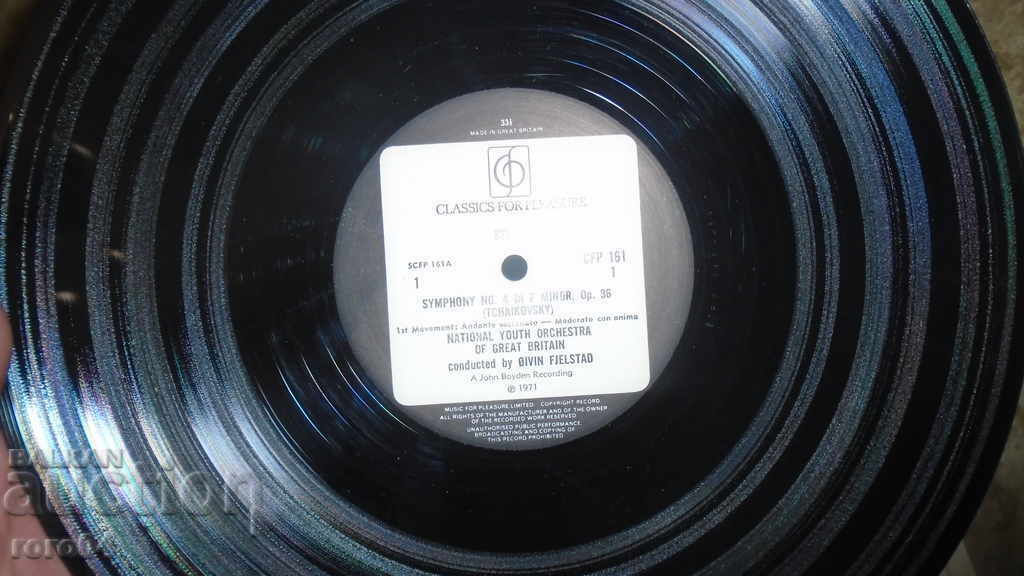 33⅓
MADE IN GREAT BRITAIN
CLASSICS FOR PLEASURE
SCFP 161A
CFP 161
1
1
SYMPHONY NO. 4 IN F MINOR, Op. 36
(TCHAIKOVSKY)
1st Movement: Andante sostenuto — Moderato con anima
NATIONAL YOUTH ORCHESTRA
OF GREAT BRITAIN
conducted by ØIVIN FJELSTAD
A John Boyden Recording
℗ 1971
MUSIC FOR PLEASURE LIMITED. COPYRIGHT RECORD
ALL RIGHTS OF THE MANUFACTURER AND OF THE OWNER
OF THE RECORDED WORK RESERVED.
UNAUTHORISED PUBLIC PERFORMANCE,
BROADCASTING AND COPYING OF
THIS RECORD PROHIBITED
BALKAN
auction